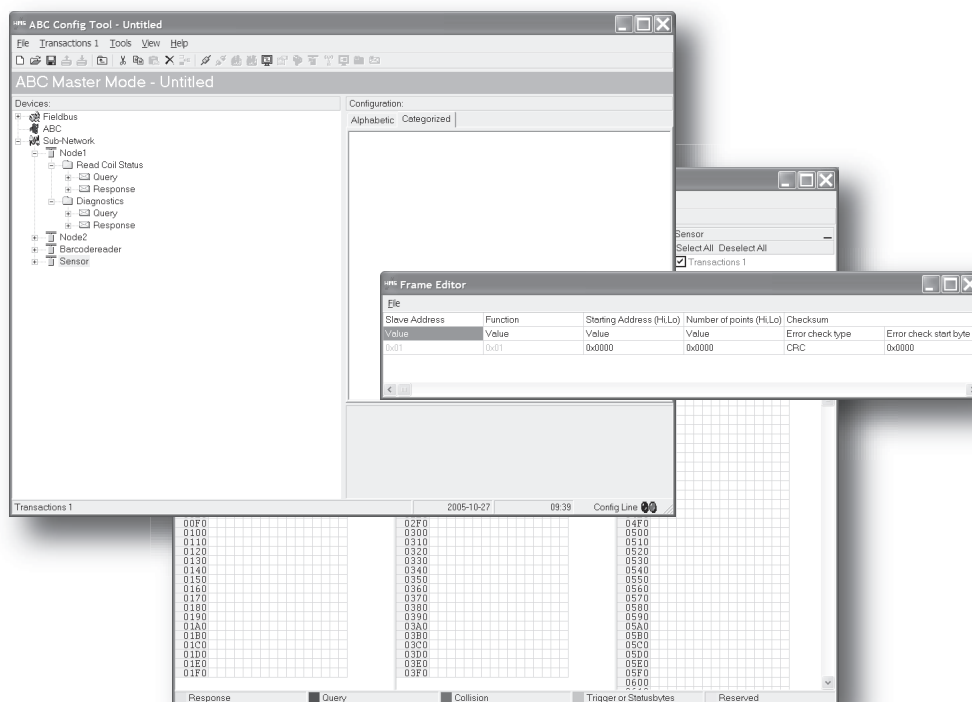 HMS ABC Config Tool - Untitled
File Transactions 1 Tools View Help
ABC Master Mode - Untitled
Devices:
Fieldbus
ABC
Sub-Network
Node1
Read Coil Status
Query
Response
Diagnostics
Query
Response
Node2
Barcodereader
Sensor
Configuration:
Alphabetic Categorized
Transactions 1 2005-10-27 09:39 Config Line
Sensor
Select All Deselect All
Transactions 1
HMS Frame Editor
File
Slave Address Function Starting Address (Hi,Lo) Number of points (Hi,Lo) Checksum
Value Value Value Value Error check type Error check start byte
0x01 0x01 0x0000 0x0000 CRC 0x0000
00F0 02F0 04F0
0100 0300 0500
0110 0310 0510
0120 0320 0520
0130 0330 0530
0140 0340 0540
0150 0350 0550
0160 0360 0560
0170 0370 0570
0180 0380 0580
0190 0390 0590
01A0 03A0 05A0
01B0 03B0 05B0
01C0 03C0 05C0
01D0 03D0 05D0
01E0 03E0 05E0
01F0 03F0 05F0
0600
Response Query Collision Trigger or Statusbytes Reserved